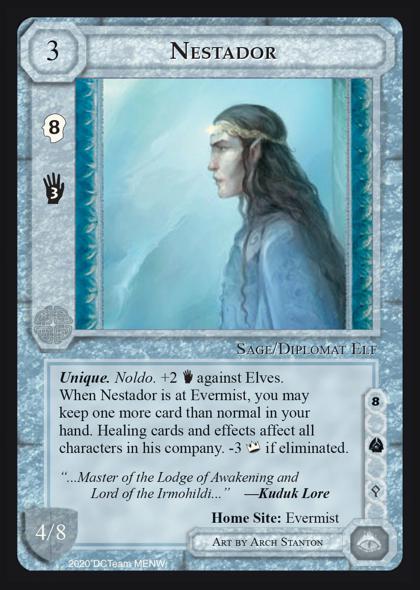 3
Nestador
8
3
Sage/Diplomat Elf
Unique. Noldo. +2 against Elves.
When Nestador is at Evermist, you may
keep one more card than normal in your
hand. Healing cards and effects affect all
characters in his company. -3 if eliminated.
"...Master of the Lodge of Awakening and
Lord of the Irmohildi..." —Kuduk Lore
8
Home Site: Evermist
4/8
Art by Arch Stanton
2020 DCTeam MENW